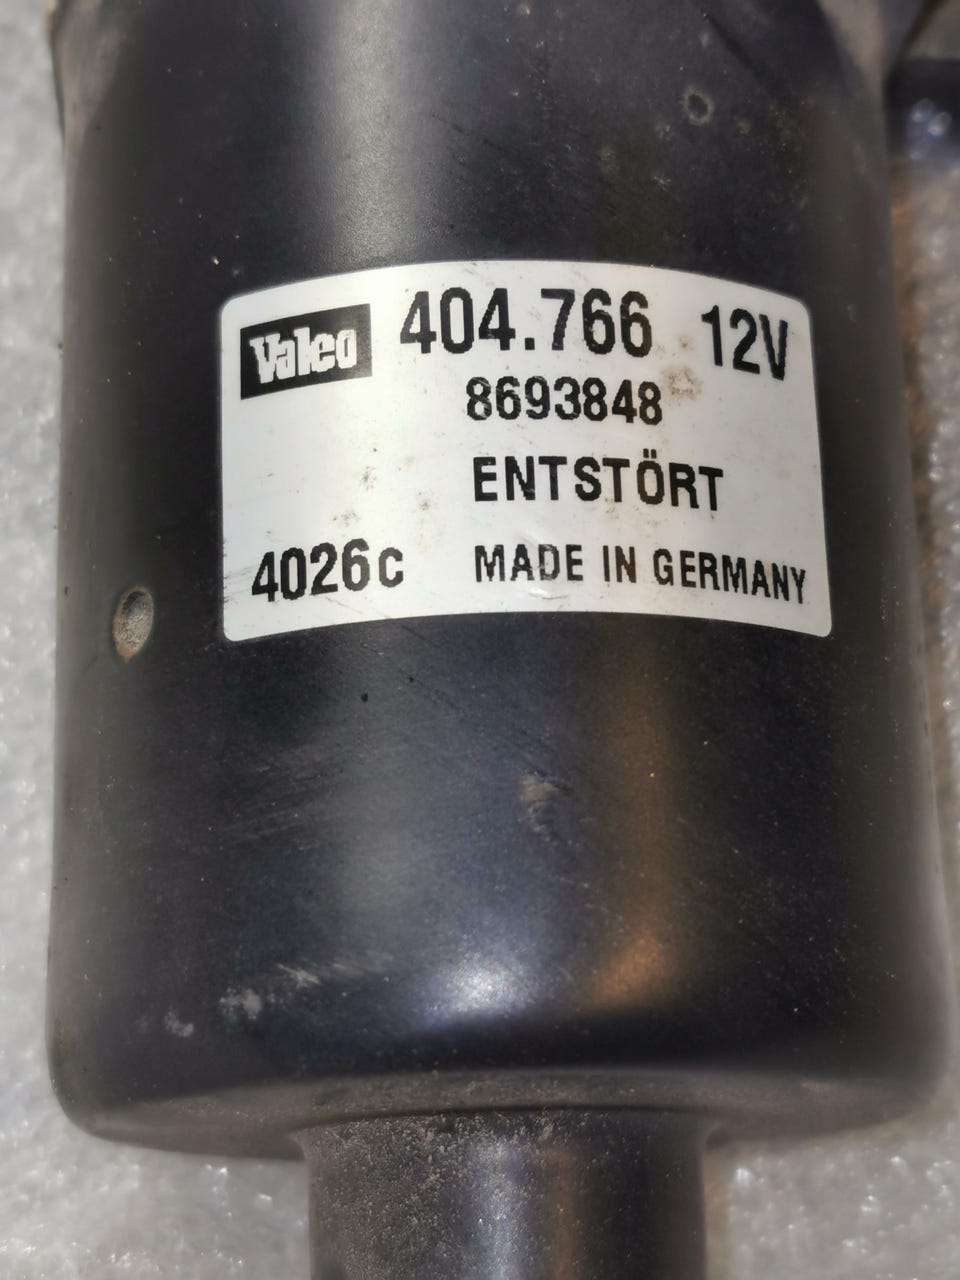 Valeo 404.766 12V
8693848
ENTSTÖRT
4026c MADE IN GERMANY